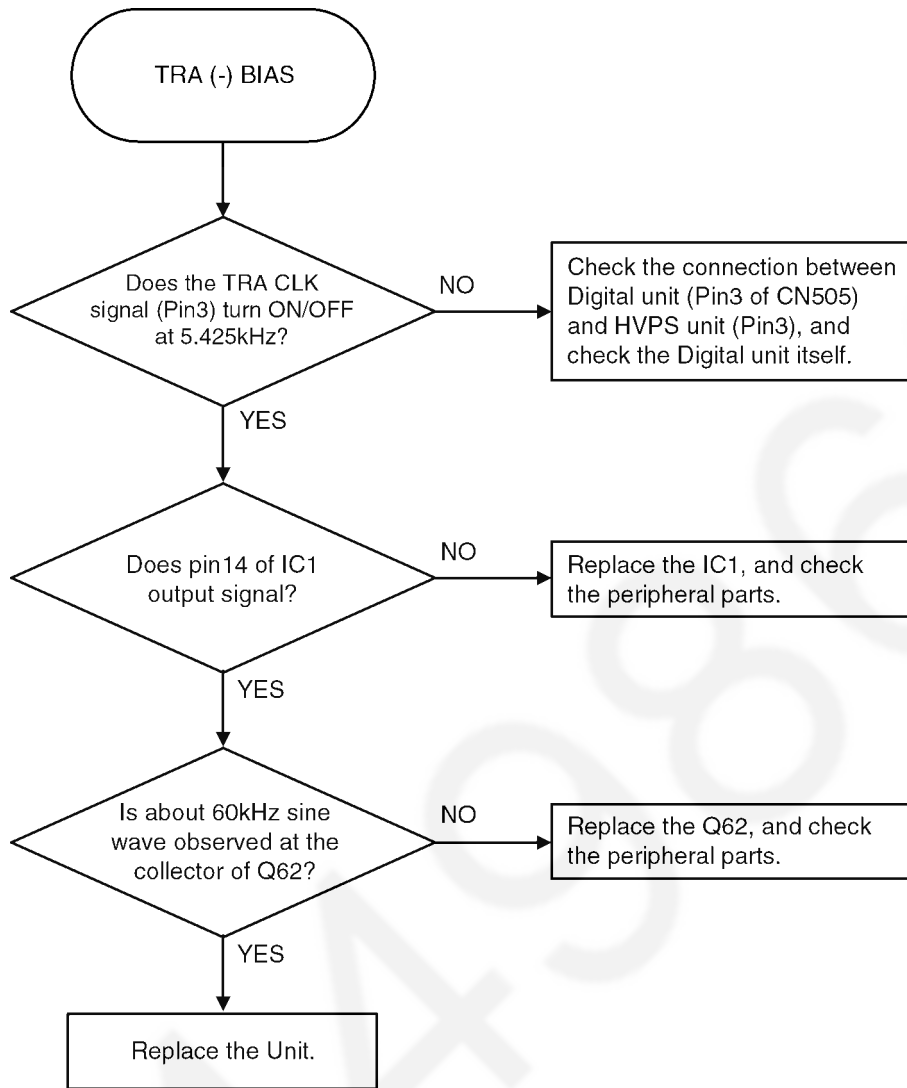 TRA (-) BIAS
Does the TRA CLK
signal (Pin3) turn ON/OFF
at 5.425kHz?
NO
Check the connection between
Digital unit (Pin3 of CN505)
and HVPS unit (Pin3), and
check the Digital unit itself.
YES
Does pin14 of IC1
output signal?
NO
Replace the IC1, and check
the peripheral parts.
YES
Is about 60kHz sine
wave observed at the
collector of Q62?
NO
Replace the Q62, and check
the peripheral parts.
YES
Replace the Unit.